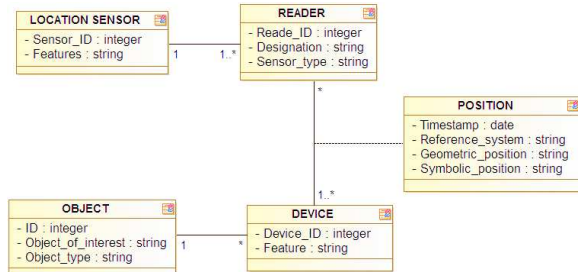 LOCATION SENSOR
- Sensor_ID : integer
- Features : string
READER
- Reade_ID : integer
- Designation : string
- Sensor_type : string
1
1..*
*
POSITION
- Timestamp : date
- Reference_system : string
- Geometric_position : string
- Symbolic_position : string
1..*
OBJECT
- ID : integer
- Object_of_interest : string
- Object_type : string
1
*
DEVICE
- Device_ID : integer
- Feature : string